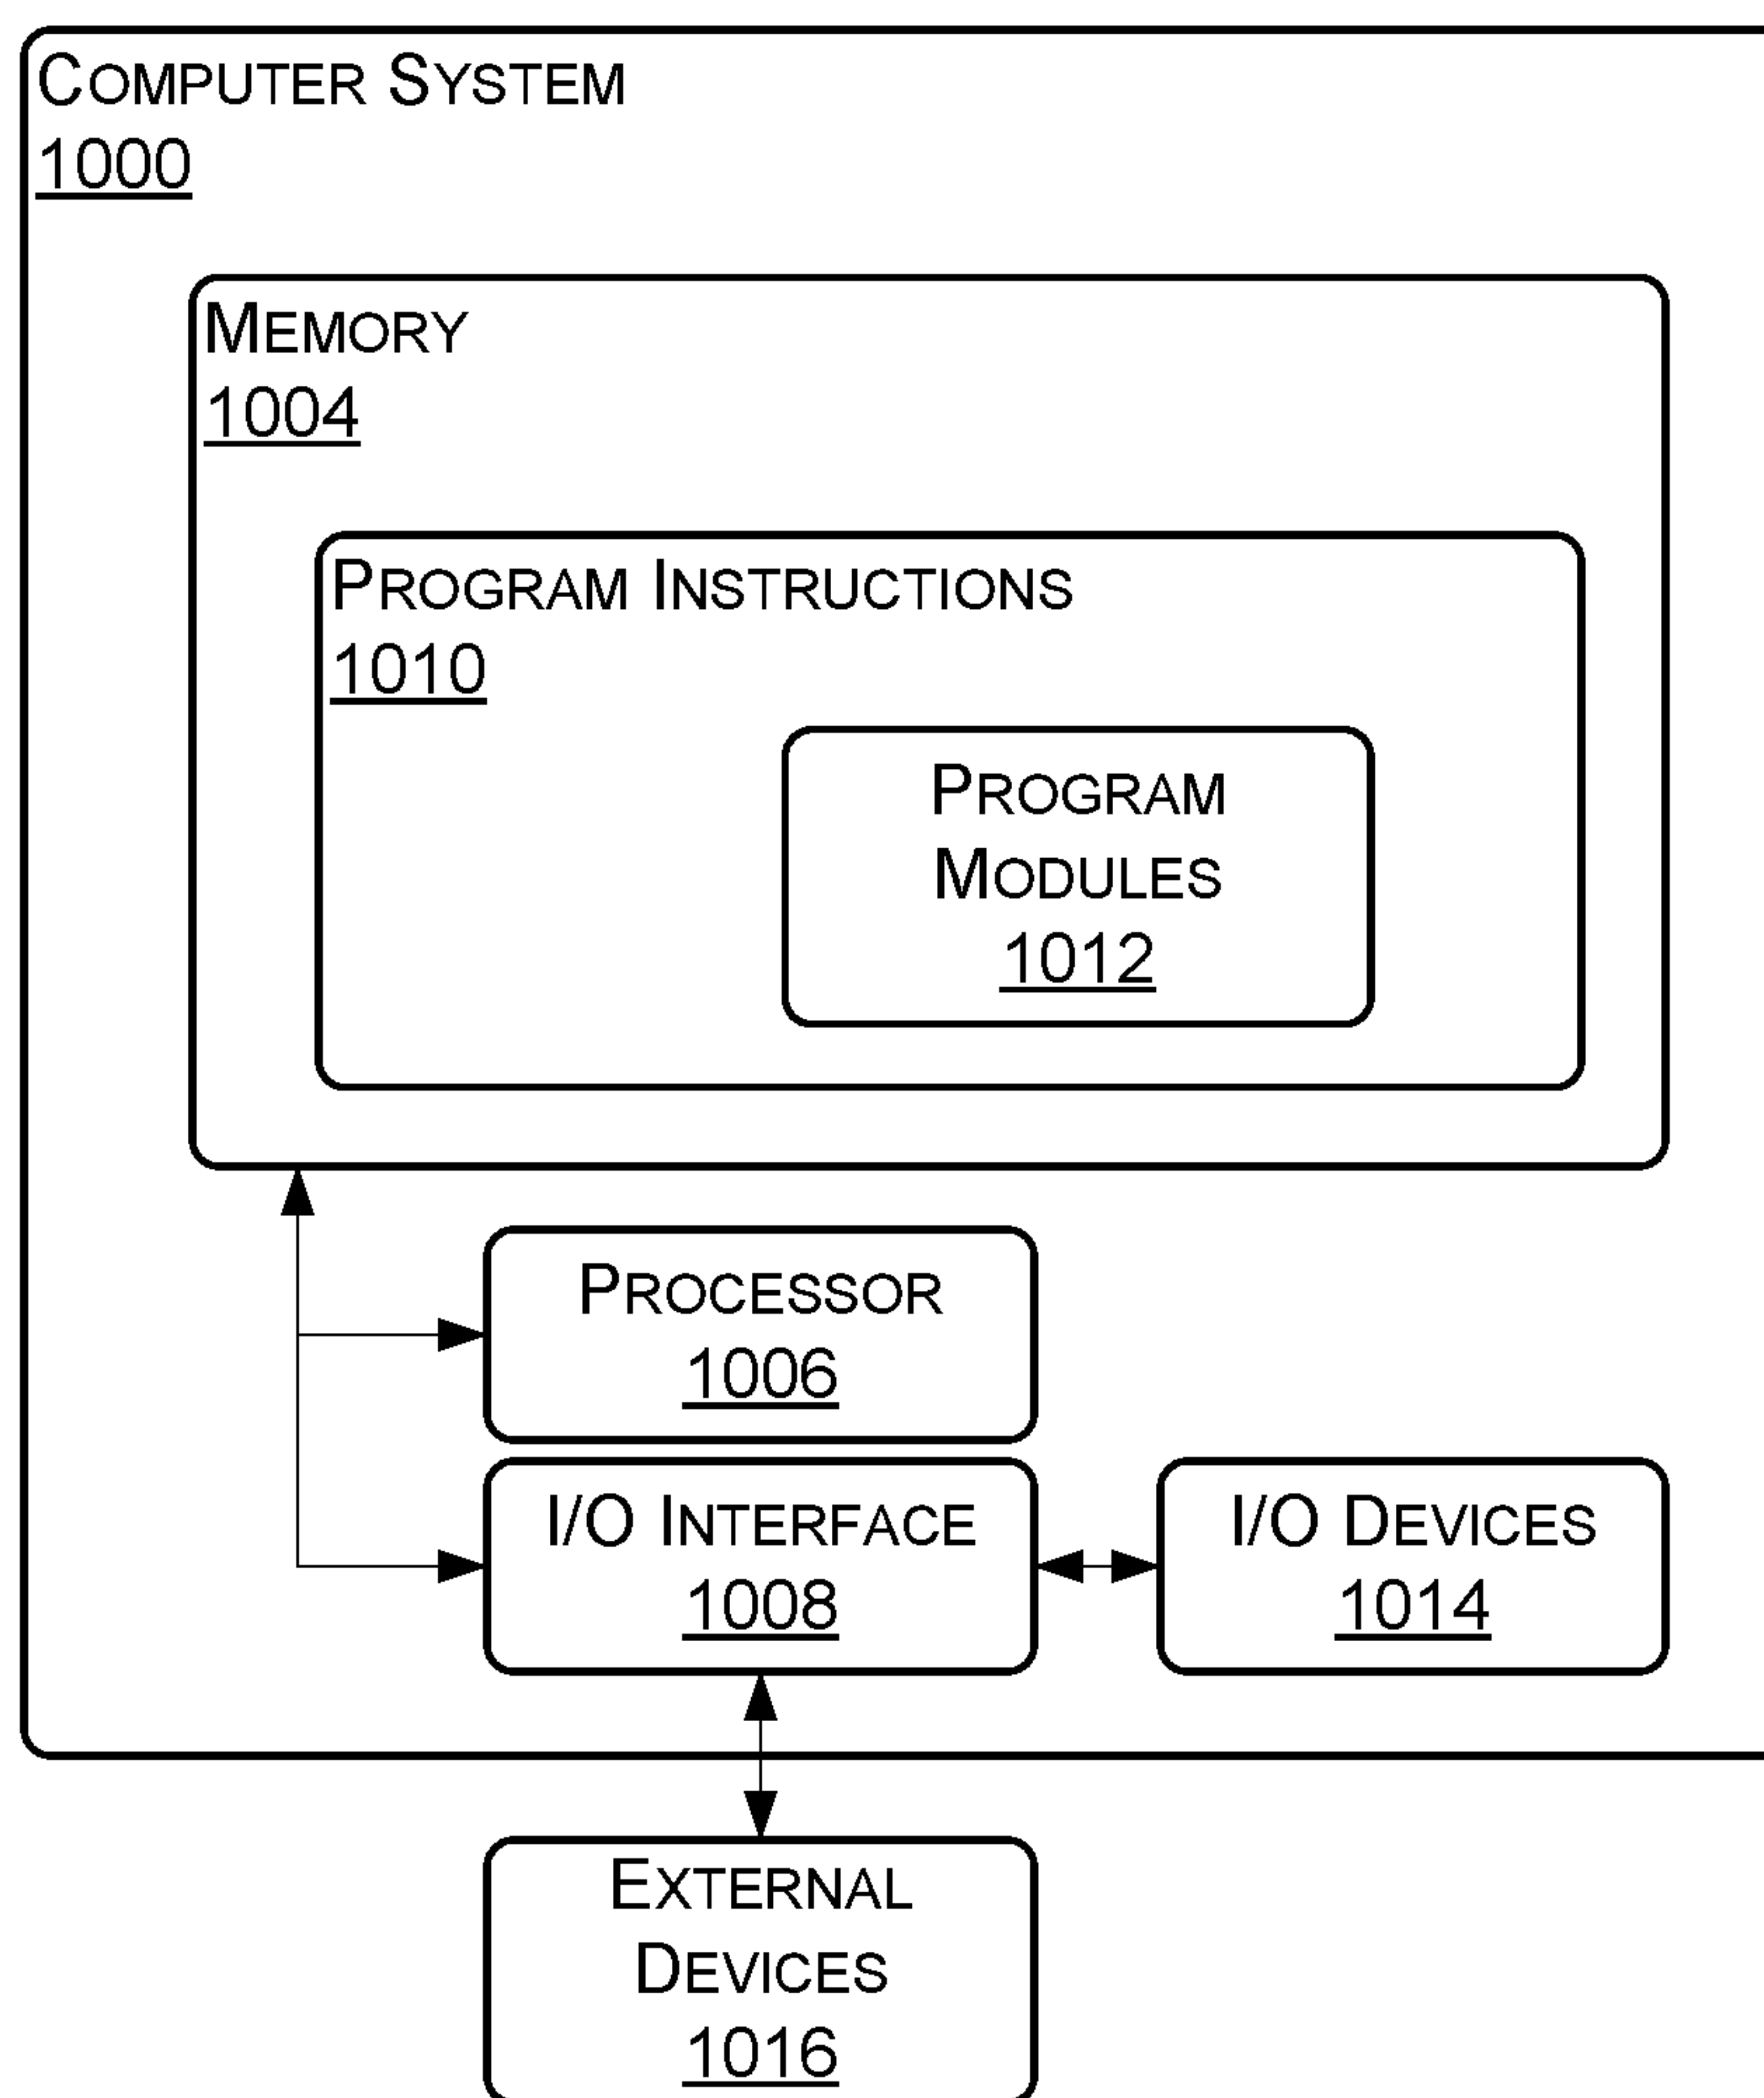 COMPUTER SYSTEM
1000
MEMORY
1004
PROGRAM INSTRUCTIONS
1010
PROGRAM
MODULES
1012
PROCESSOR
1006
I/O INTERFACE
1008
I/O DEVICES
1014
EXTERNAL
DEVICES
1016